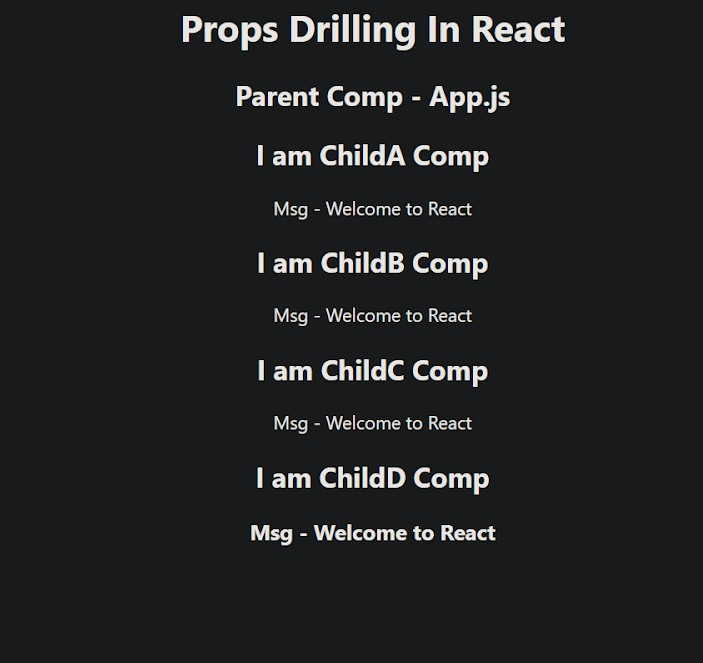 Props Drilling In React
Parent Comp - App.js
I am ChildA Comp
Msg - Welcome to React
I am ChildB Comp
Msg - Welcome to React
I am ChildC Comp
Msg - Welcome to React
I am ChildD Comp
Msg - Welcome to React